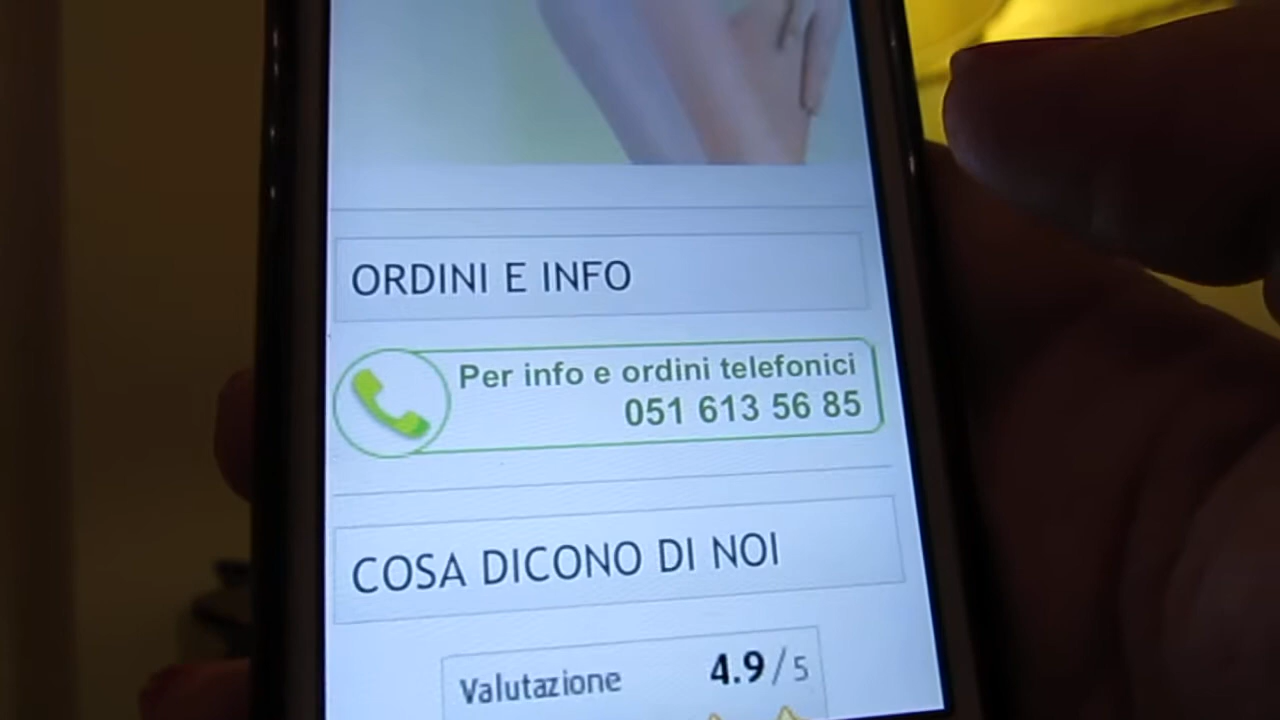 ORDINI E INFO
Per info e ordini telefonici
051 613 56 85
COSA DICONO DI NOI
Valutazione 4.9/5